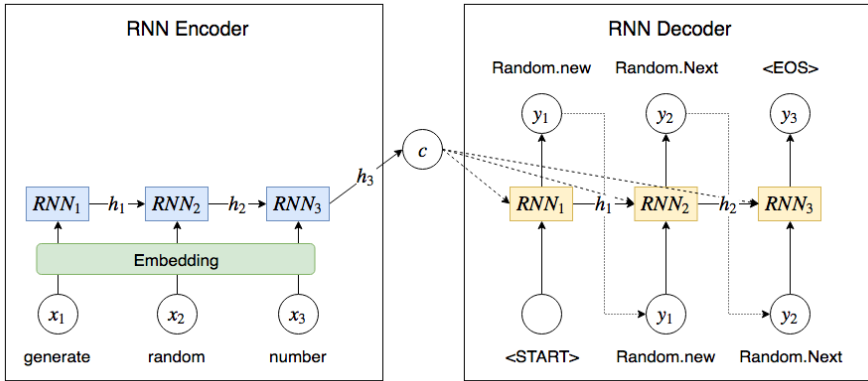 RNN Encoder
RNN₁ h₁ RNN₂ h₂ RNN₃ h₃
Embedding
x₁ x₂ x₃
generate random number
c
RNN Decoder
Random.new Random.Next <EOS>
y₁ y₂ y₃
RNN₁ h₁ RNN₂ h₂ RNN₃
y₁ y₂
<START> Random.new Random.Next